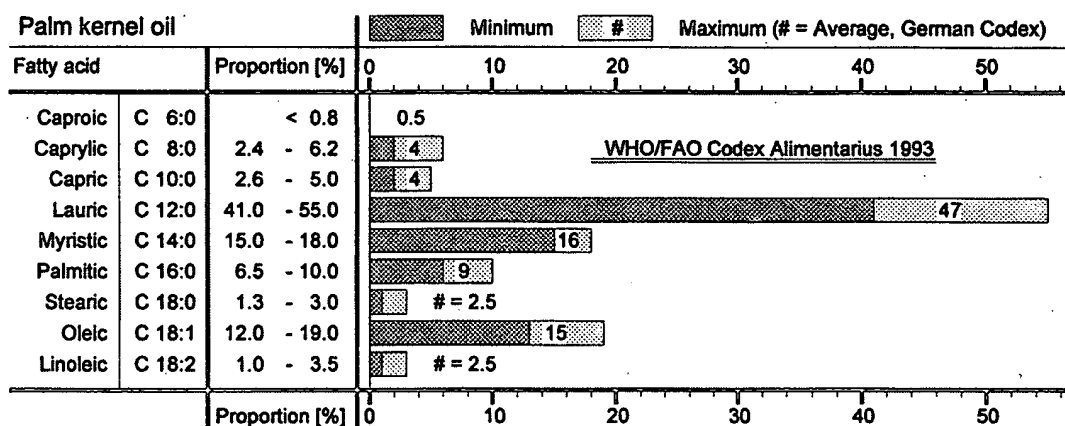 Palm kernel oil Minimum # Maximum (# = Average, German Codex)
Fatty acid Proportion [%] 0 10 20 30 40 50
Caproic C 6:0 < 0.8 0.5
Caprylic C 8:0 2.4 - 6.2 4 WHO/FAO Codex Alimentarius 1993
Capric C 10:0 2.6 - 5.0 4
Lauric C 12:0 41.0 - 55.0 47
Myristic C 14:0 15.0 - 18.0 16
Palmitic C 16:0 6.5 - 10.0 9
Stearic C 18:0 1.3 - 3.0 # = 2.5
Oleic C 18:1 12.0 - 19.0 15
Linoleic C 18:2 1.0 - 3.5 # = 2.5
Proportion [%] 0 10 20 30 40 50